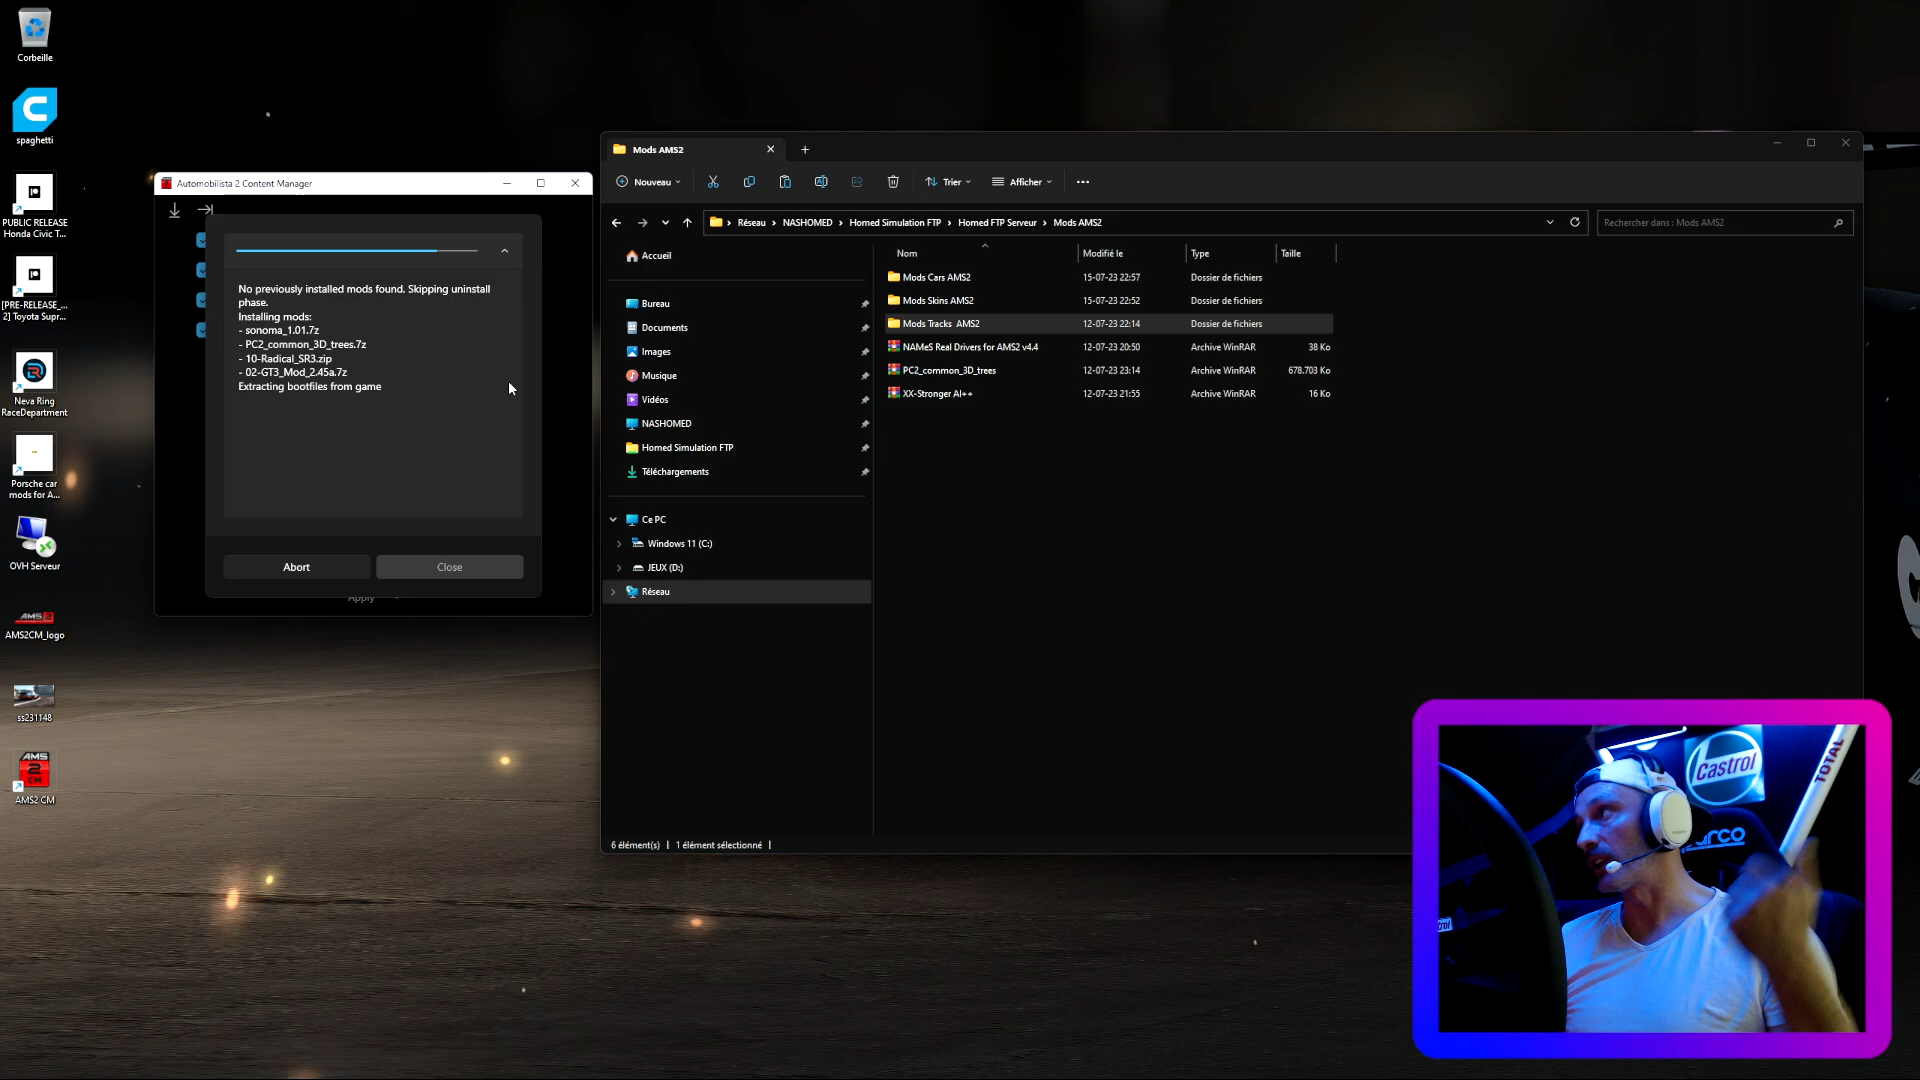 Corbeille
spaghetti
PUBLIC RELEASE
Honda Civic T...
[PRE-RELEASE_...
2] Toyota Supr...
Neva Ring
RaceDepartment
Porsche car
mods for A...
OVH Serveur
AMS2CM_logo
ss231148
AMS
2
CM
AMS2 CM
Automobilista 2 Content Manager
No previously installed mods found. Skipping uninstall
phase.
Installing mods:
- sonoma_1.01.7z
- PC2_common_3D_trees.7z
- 10-Radical_SR3.zip
- 02-GT3_Mod_2.45a.7z
Extracting bootfiles from game
Abort
Close
Apply
Mods AMS2
Nouveau
Trier
Afficher
Réseau
NASHOMED
Homed Simulation FTP
Homed FTP Serveur
Mods AMS2
Rechercher dans : Mods AMS2
Accueil
Bureau
Documents
Images
Musique
Vidéos
NASHOMED
Homed Simulation FTP
Téléchargements
Ce PC
Windows 11 (C:)
JEUX (D:)
Réseau
Nom Modifié le Type Taille
Mods Cars AMS2 15-07-23 22:57 Dossier de fichiers
Mods Skins AMS2 15-07-23 22:52 Dossier de fichiers
Mods Tracks AMS2 12-07-23 22:14 Dossier de fichiers
NAMeS Real Drivers for AMS2 v4.4 12-07-23 20:50 Archive WinRAR 38 Ko
PC2_common_3D_trees 12-07-23 23:14 Archive WinRAR 678.703 Ko
XX-Stronger AI++ 12-07-23 21:55 Archive WinRAR 16 Ko
6 élément(s) | 1 élément sélectionné |
Castrol
TOTAL
arco